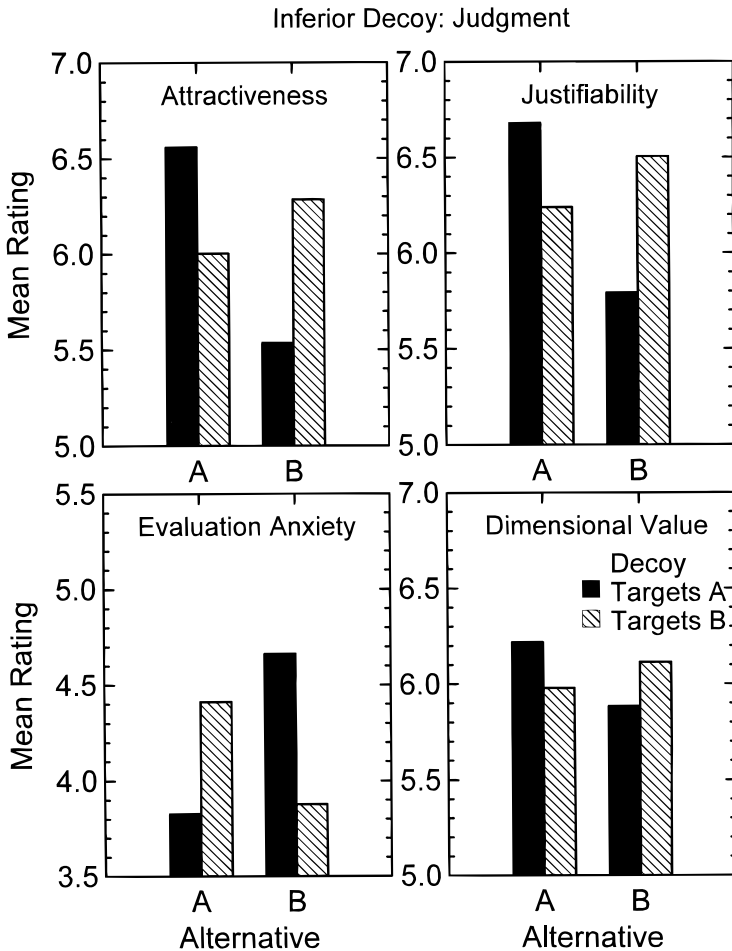 Inferior Decoy: Judgment
Mean Rating
7.0
6.5
6.0
5.5
5.0
Attractiveness
A
B
7.0
6.5
6.0
5.5
5.0
Justifiability
A
B
Mean Rating
5.5
5.0
4.5
4.0
3.5
Evaluation Anxiety
A
B
Alternative
7.0
6.5
6.0
5.5
5.0
Dimensional Value
Decoy
Targets A
Targets B
A
B
Alternative